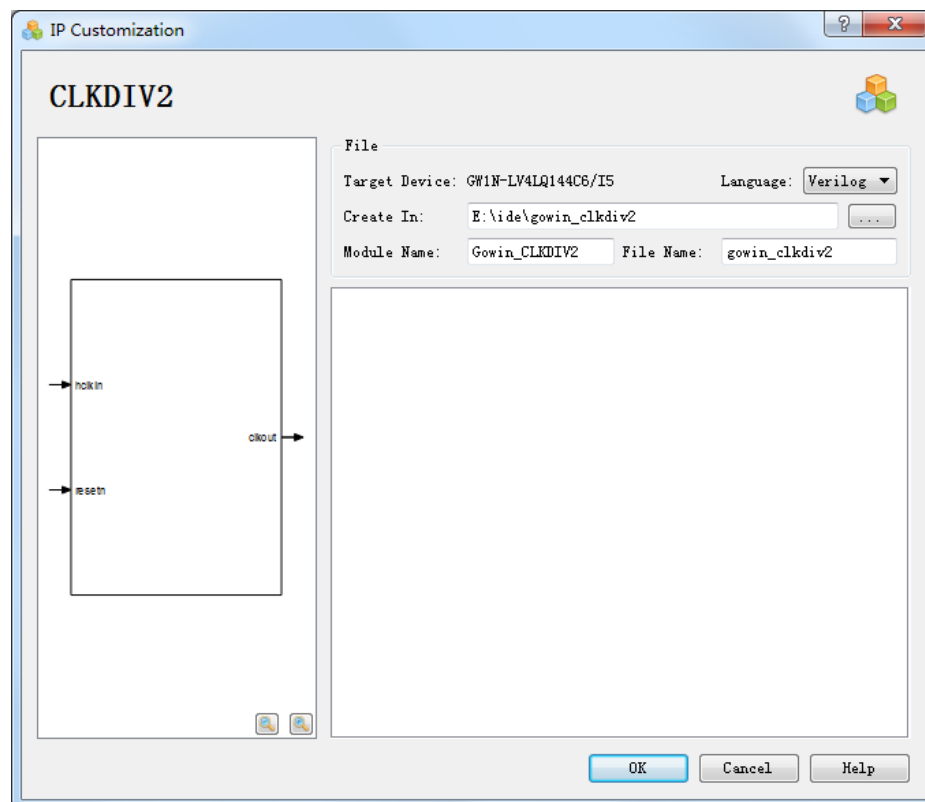 IP Customization
CLKDIV2
File
Target Device: GW1N-LV4LQ144C6/I5 Language: Verilog
Create In: E:\ide\gowin_clkdiv2 ...
Module Name: Gowin_CLKDIV2 File Name: gowin_clkdiv2
hclkin
clkout
resetn
OK Cancel Help